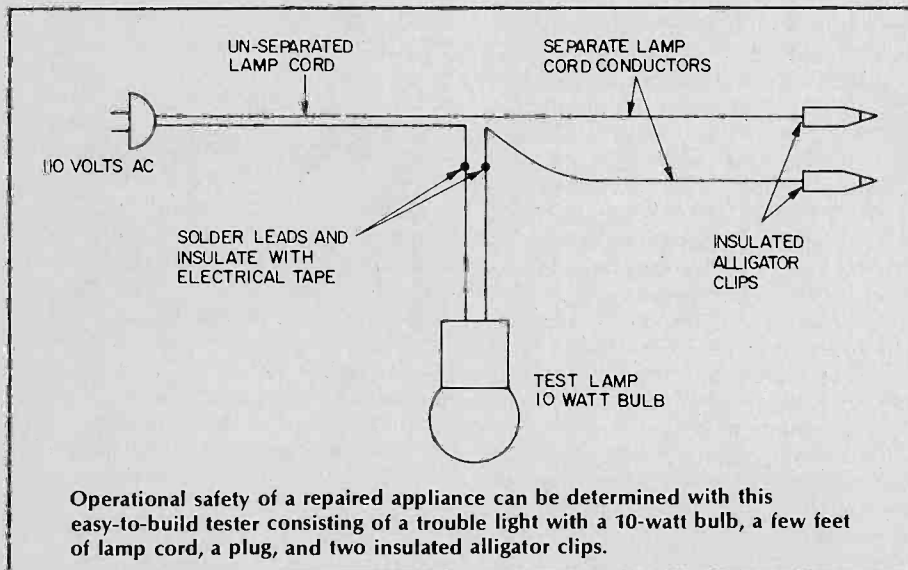 UN-SEPARATED
LAMP CORD
SEPARATE LAMP
CORD CONDUCTORS
110 VOLTS AC
SOLDER LEADS AND
INSULATE WITH
ELECTRICAL TAPE
INSULATED
ALLIGATOR
CLIPS
TEST LAMP
10 WATT BULB
Operational safety of a repaired appliance can be determined with this
easy-to-build tester consisting of a trouble light with a 10-watt bulb, a few feet
of lamp cord, a plug, and two insulated alligator clips.